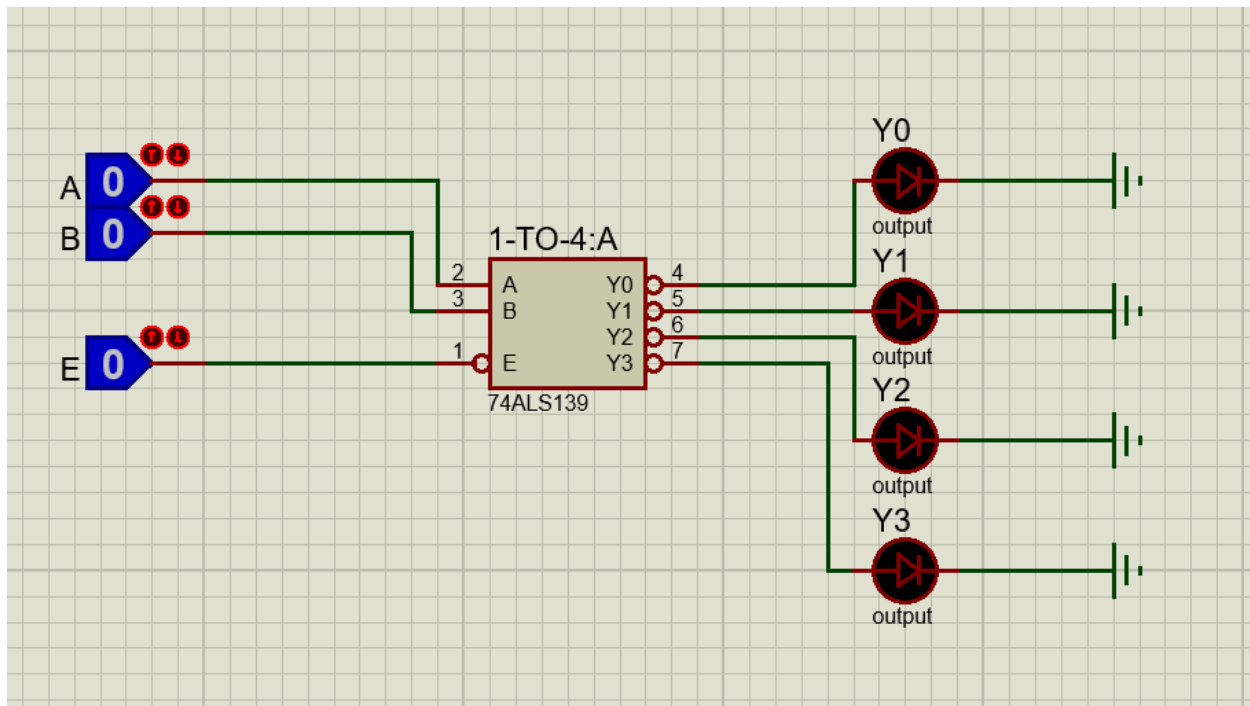 A 0
B 0
E 0
1-TO-4:A
2 A Y0 4
3 B Y1 5
Y2 6
1 E Y3 7
74ALS139
Y0
output
Y1
output
Y2
output
Y3
output